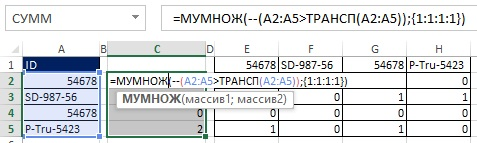 СУММ =МУМНОЖ(--(A2:A5>ТРАНСП(A2:A5));{1:1:1:1})
A B C D E F G H
1 ID 54678 SD-987-56 54678 P-Tru-5423
2 54678 =МУМНОЖ(--(A2:A5>ТРАНСП(A2:A5));{1:1:1:1}) 0
3 SD-987-56 МУМНОЖ(массив1; массив2) 0 1 1
4 54678 0 0 0 0 0
5 P-Tru-5423 2 1 0 1 0